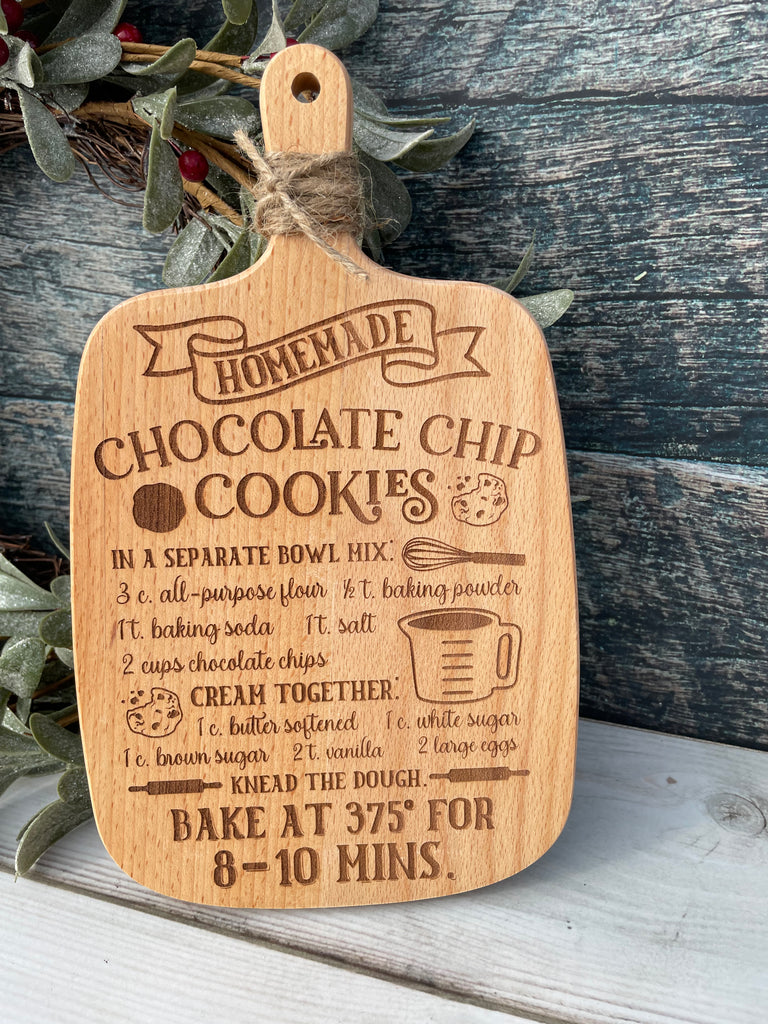 HOMEMADE
CHOCOLATE CHIP
COOKIES
IN A SEPARATE BOWL MIX:
3 c. all-purpose flour ½ t. baking powder
1 t. baking soda 1 t. salt
2 cups chocolate chips
CREAM TOGETHER:
1 c. butter softened 1 c. white sugar
1 c. brown sugar 2 t. vanilla 2 large eggs
KNEAD THE DOUGH.
BAKE AT 375° FOR
8-10 MINS.